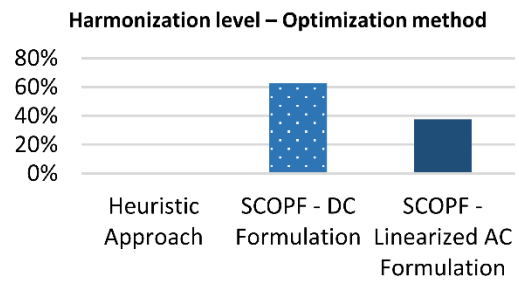 Harmonization level – Optimization method
80%
60%
40%
20%
0%
Heuristic
Approach
SCOPF - DC
Formulation
SCOPF -
Linearized AC
Formulation